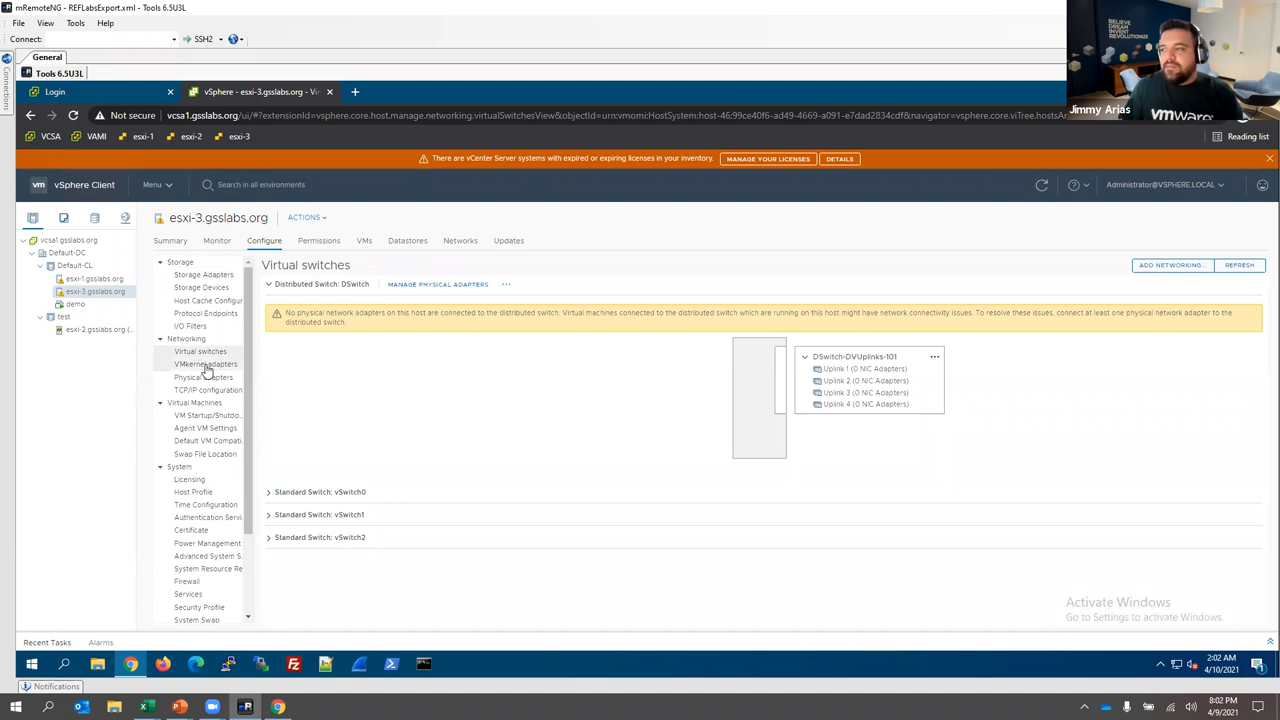 mRemoteNG - REFLabsExport.xml - Tools 6.5U3L
File View Tools Help
Connect: SSH2
General
Tools 6.5U3L
Connections
Login vSphere - esxi-3.gsslabs.org - Vi
Not secure vcsa1.gsslabs.org/ui/#?extensionId=vsphere.core.host.manage.networking.virtualSwitchesView&objectId=urn:vmomi:HostSystem:host-46:99ce40f6-ad49-4669-a091-e7dad2834cdf&navigator=vsphere.core.viTree.hostsAn
VCSA VAMI esxi-1 esxi-2 esxi-3 Reading list
BELIEVE
DREAM
INVENT
REVOLUTIONIZE
VMware
Jimmy Arias
There are vCenter Server systems with expired or expiring licenses in your inventory. MANAGE YOUR LICENSES DETAILS
vm vSphere Client Menu Search in all environments Administrator@VSPHERE.LOCAL
vcsa1.gsslabs.org
Default-DC
Default-CL
esxi-1.gsslabs.org
esxi-3.gsslabs.org
demo
test
esxi-2.gsslabs.org (...
esxi-3.gsslabs.org ACTIONS
Summary Monitor Configure Permissions VMs Datastores Networks Updates
Storage
Storage Adapters
Storage Devices
Host Cache Configur
Protocol Endpoints
I/O Filters
Networking
Virtual switches
VMkernel adapters
Physical adapters
TCP/IP configuration
Virtual Machines
VM Startup/Shutdo...
Agent VM Settings
Default VM Compati
Swap File Location
System
Licensing
Host Profile
Time Configuration
Authentication Servi
Certificate
Power Management
Advanced System S.
System Resource Re
Firewall
Services
Security Profile
System Swap
Virtual switches ADD NETWORKING... REFRESH
Distributed Switch: DSwitch MANAGE PHYSICAL ADAPTERS ...
No physical network adapters on this host are connected to the distributed switch. Virtual machines connected to the distributed switch which are running on this host might have network connectivity issues. To resolve these issues, connect at least one physical network adapter to the
distributed switch.
DSwitch-DVUplinks-101 ...
Uplink 1 (0 NIC Adapters)
Uplink 2 (0 NIC Adapters)
Uplink 3 (0 NIC Adapters)
Uplink 4 (0 NIC Adapters)
Standard Switch: vSwitch0
Standard Switch: vSwitch1
Standard Switch: vSwitch2
Activate Windows
Go to Settings to activate Windows.
Recent Tasks Alarms
2:02 AM
4/10/2021
Notifications
8:02 PM
4/9/2021